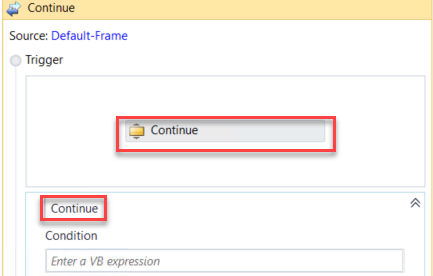 Continue
Source: Default-Frame
Trigger
Continue
Continue
Condition
Enter a VB expression